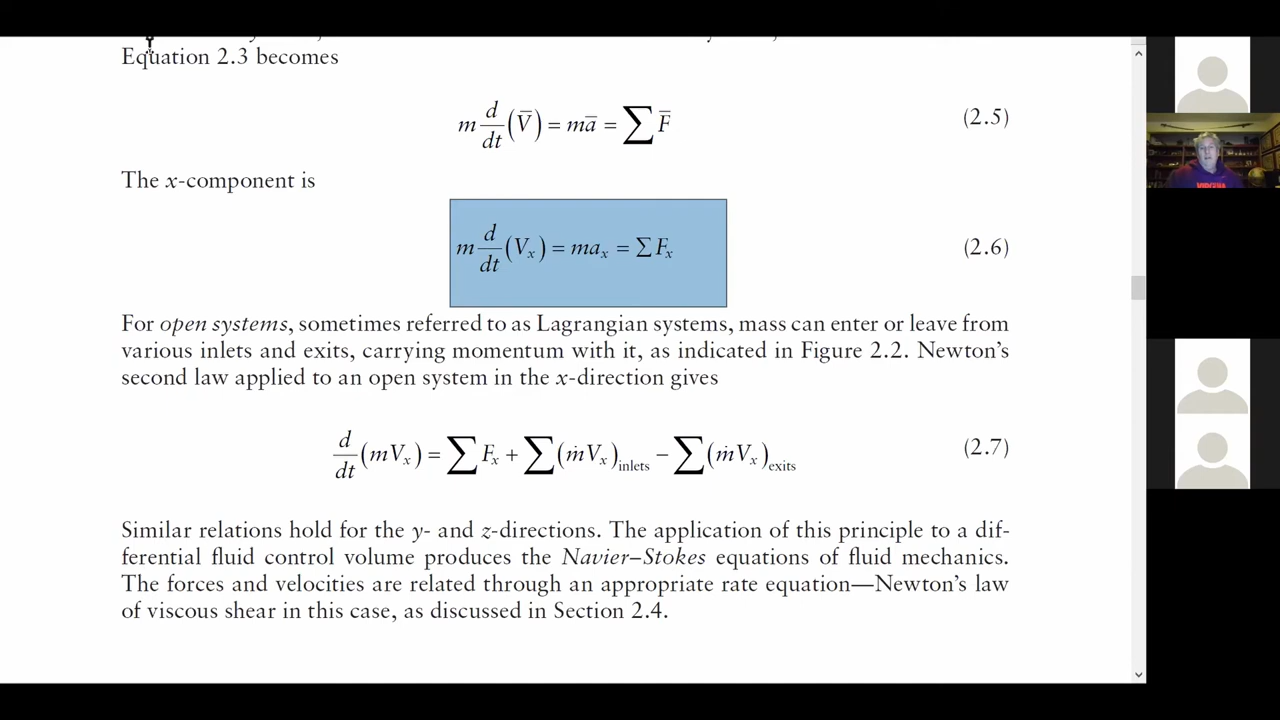 Equation 2.3 becomes
m d/dt (V̅) = ma̅ = ∑ F̅ (2.5)
The x-component is
m d/dt (Vₓ) = maₓ = Σ Fₓ (2.6)
For open systems, sometimes referred to as Lagrangian systems, mass can enter or leave from
various inlets and exits, carrying momentum with it, as indicated in Figure 2.2. Newton’s
second law applied to an open system in the x-direction gives
d/dt (mVₓ) = ∑ Fₓ + ∑ (ṁVₓ)inlets − ∑ (ṁVₓ)exits (2.7)
Similar relations hold for the y- and z-directions. The application of this principle to a dif-
ferential fluid control volume produces the Navier–Stokes equations of fluid mechanics.
The forces and velocities are related through an appropriate rate equation—Newton’s law
of viscous shear in this case, as discussed in Section 2.4.